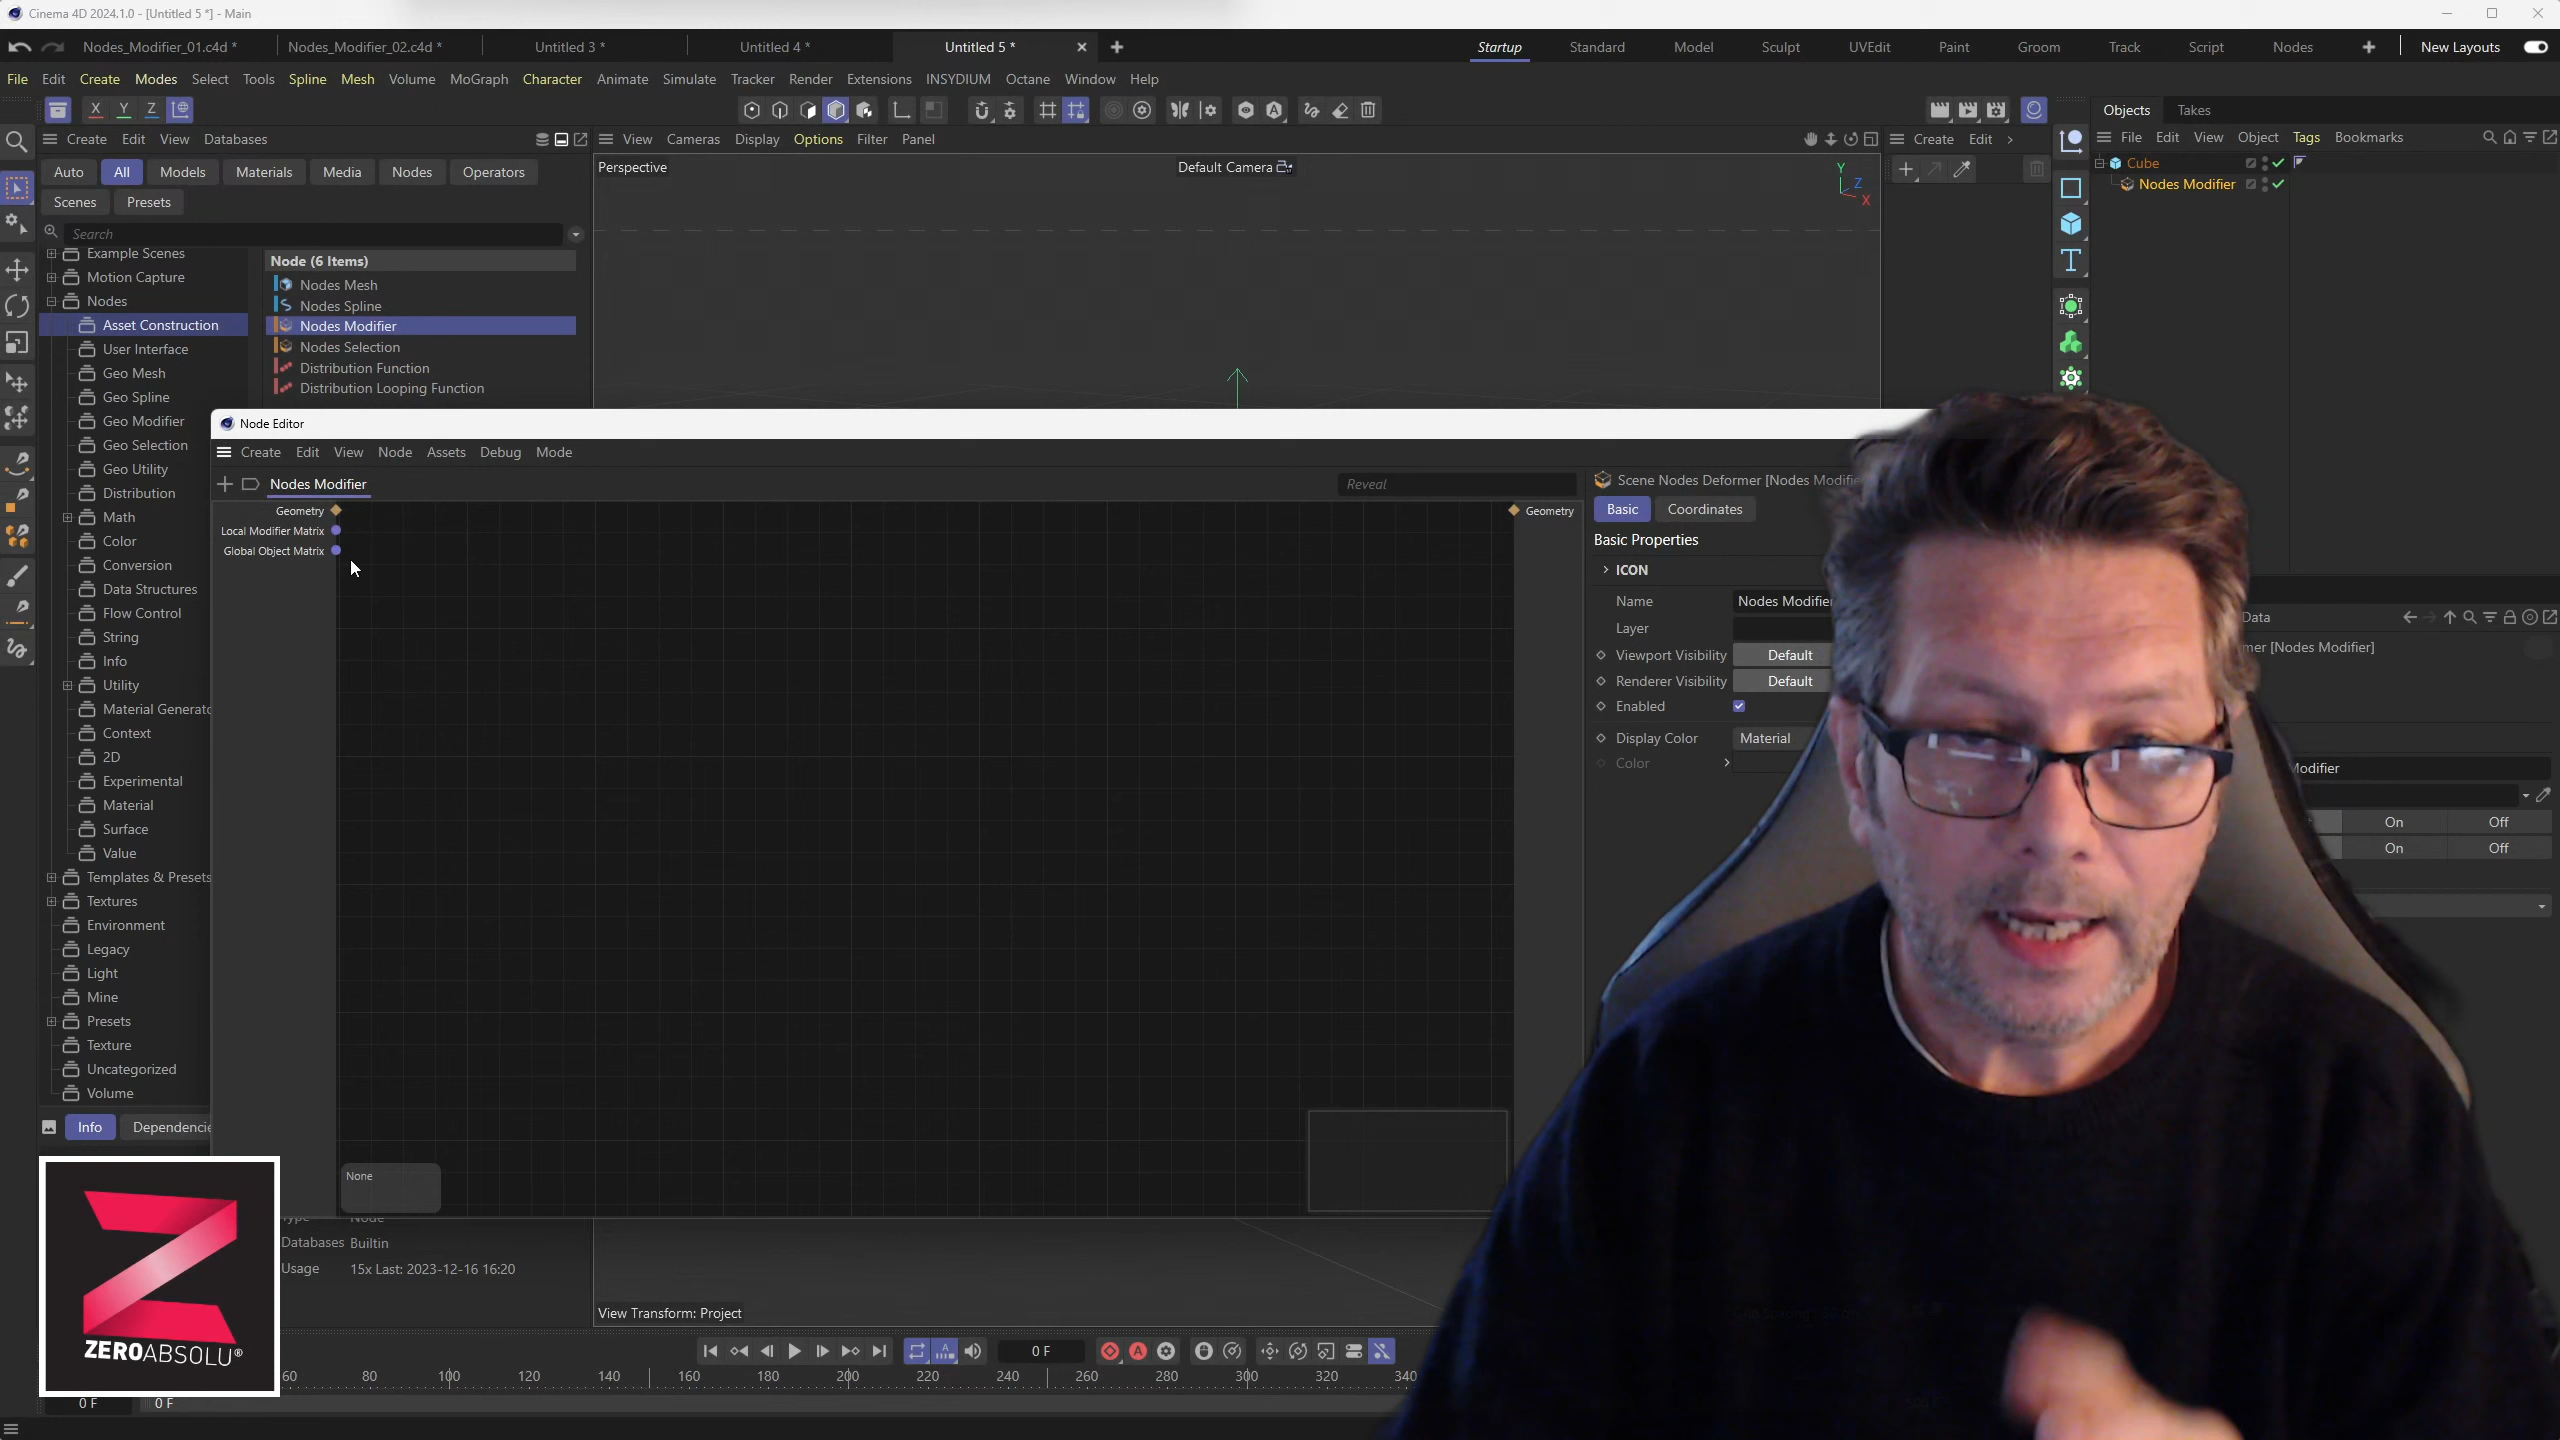 Cinema 4D 2024.1.0 - [Untitled 5 *] - Main
Nodes_Modifier_01.c4d * Nodes_Modifier_02.c4d * Untitled 3 * Untitled 4 * Untitled 5 *
Startup Standard Model Sculpt UVEdit Paint Groom Track Script Nodes New Layouts
File Edit Create Modes Select Tools Spline Mesh Volume MoGraph Character Animate Simulate Tracker Render Extensions INSYDIUM Octane Window Help
X Y Z
Objects Takes
Create Edit View Databases
View Cameras Display Options Filter Panel
Create Edit
File Edit View Object Tags Bookmarks
Auto All Models Materials Media Nodes Operators
Scenes Presets
Search
Perspective
Default Camera
Y
Z
X
Cube
Nodes Modifier
Example Scenes
Motion Capture
Nodes
Asset Construction
User Interface
Geo Mesh
Geo Spline
Geo Modifier
Geo Selection
Geo Utility
Distribution
Math
Color
Conversion
Data Structures
Flow Control
String
Info
Utility
Material Generato
Context
2D
Experimental
Material
Surface
Value
Templates & Presets
Textures
Environment
Legacy
Light
Mine
Presets
Texture
Uncategorized
Volume
Node (6 Items)
Nodes Mesh
Nodes Spline
Nodes Modifier
Nodes Selection
Distribution Function
Distribution Looping Function
Node Editor
Create Edit View Node Assets Debug Mode
Nodes Modifier
Reveal
Geometry
Local Modifier Matrix
Global Object Matrix
Geometry
None
Scene Nodes Deformer [Nodes Modifie
Basic Coordinates
Basic Properties
ICON
Name Nodes Modifier
Layer
Viewport Visibility Default
Renderer Visibility Default
Enabled
Display Color Material
Color
Data
mer [Nodes Modifier]
Modifier
On Off
On Off
Info Dependencie
Type Node
Databases Builtin
Usage 15x Last: 2023-12-16 16:20
View Transform: Project
0 F
60 80 100 120 140 160 180 200 220 240 260 280 300 320 340
0 F 0 F
ZEROABSOLU®